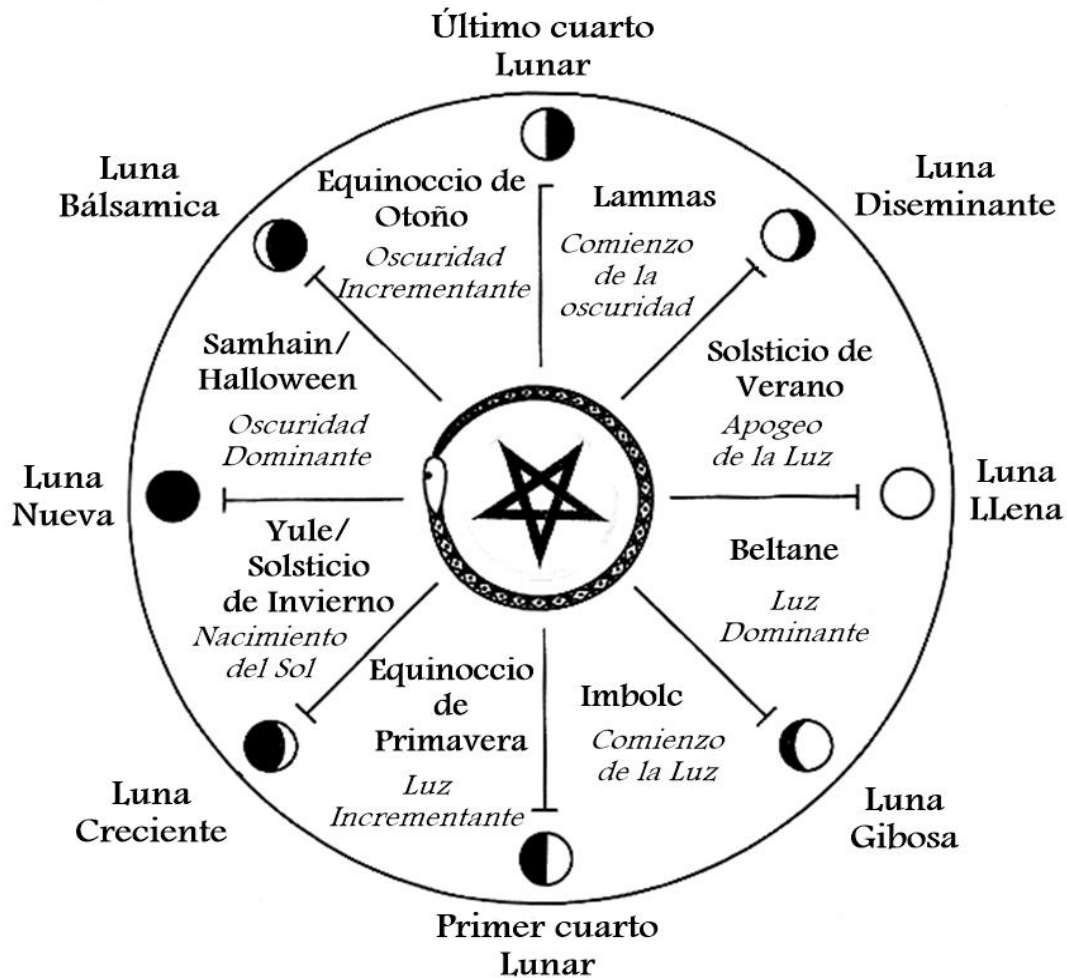 Último cuarto
Lunar
Luna
Diseminante
Luna
LLena
Luna
Gibosa
Primer cuarto
Lunar
Luna
Creciente
Luna
Nueva
Luna
Bálsamica
Equinoccio de
Otoño
Oscuridad
Incrementante
Lammas
Comienzo
de la
oscuridad
Solsticio de
Verano
Apogeo
de la Luz
Beltane
Luz
Dominante
Imbolc
Comienzo
de la Luz
Equinoccio
de
Primavera
Luz
Incrementante
Yule/
Solsticio
de Invierno
Nacimiento
del Sol
Samhain/
Halloween
Oscuridad
Dominante